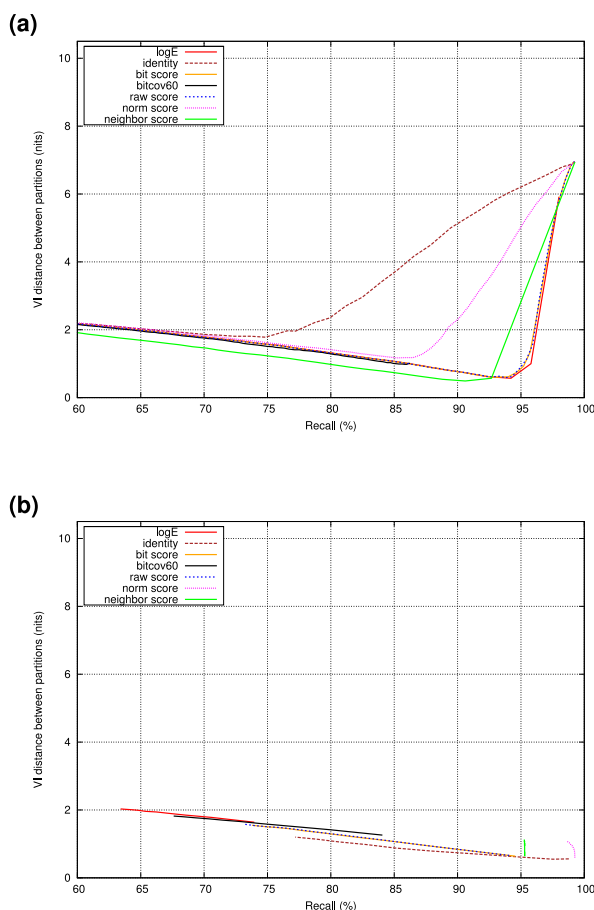 (a)
10
8
6
4
2
0
VI distance between partitions (nits)
logE
identity
bit score
bitcov60
raw score
norm score
neighbor score
60 65 70 75 80 85 90 95 100
Recall (%)
(b)
10
8
6
4
2
0
VI distance between partitions (nits)
logE
identity
bit score
bitcov60
raw score
norm score
neighbor score
60 65 70 75 80 85 90 95 100
Recall (%)